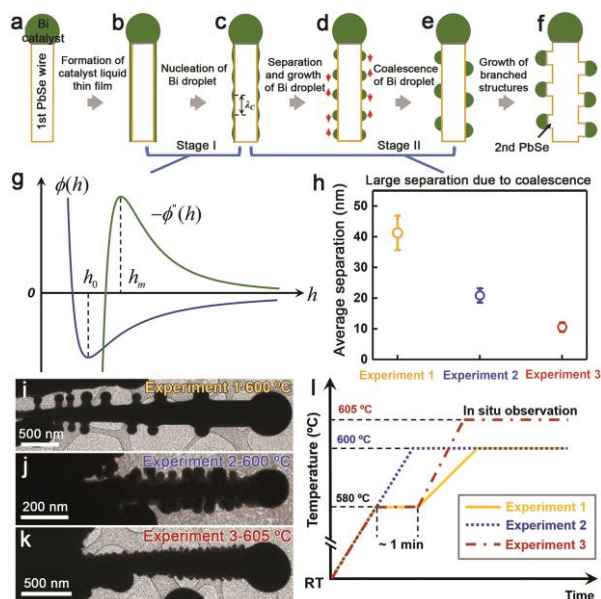 a
b
c
d
e
f
Bi
catalyst
1st PbSe wire
Formation of
catalyst liquid
thin film
Nucleation of
Bi droplet
λc
Separation
and growth
of Bi droplet
Coalescence
of Bi droplet
Growth of
branched
structures
2nd PbSe
Stage I
Stage II
g
ϕ(h)
−ϕ"(h)
h0
hm
0
h
h
Large separation due to coalescence
Average separation (nm)
50
40
30
20
10
0
Experiment 1
Experiment 2
Experiment 3
i
Experiment 1-600 ºC
500 nm
j
Experiment 2-600 ºC
200 nm
k
Experiment 3-605 ºC
500 nm
l
Temperature (ºC)
605 ºC
In situ observation
600 ºC
580 ºC
~ 1 min
Experiment 1
Experiment 2
Experiment 3
RT
Time